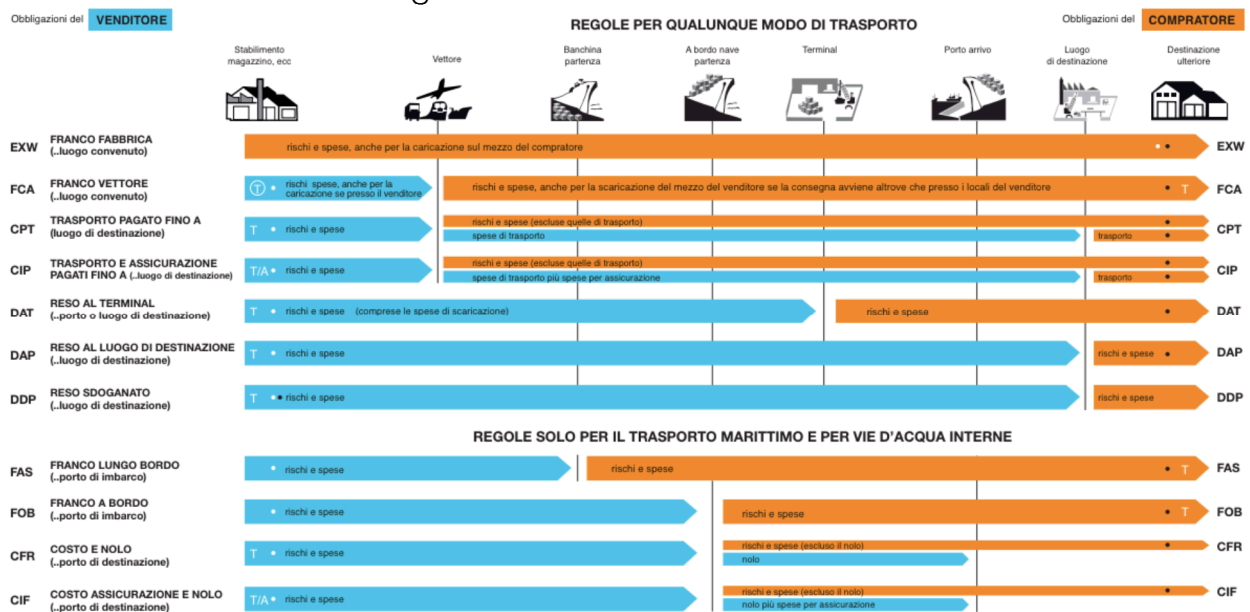 Obbligazioni del VENDITORE
REGOLE PER QUALUNQUE MODO DI TRASPORTO
Obbligazioni del COMPRATORE
Stabilimento
magazzino, ecc
Vettore
Banchina
partenza
A bordo nave
partenza
Terminal
Porto arrivo
Luogo
di destinazione
Destinazione
ulteriore
EXW FRANCO FABBRICA
(..luogo convenuto)
rischi e spese, anche per la caricazione sul mezzo del compratore
EXW
FCA FRANCO VETTORE
(..luogo convenuto)
T rischi spese, anche per la
caricazione se presso il venditore
rischi e spese, anche per la scaricazione del mezzo del venditore se la consegna avviene altrove che presso i locali del venditore
T FCA
CPT TRASPORTO PAGATO FINO A
(luogo di destinazione)
T rischi e spese
rischi e spese (escluse quelle di trasporto)
spese di trasporto
trasporto
CPT
CIP TRASPORTO E ASSICURAZIONE
PAGATI FINO A (..luogo di destinazione)
T/A rischi e spese
rischi e spese (escluse quelle di trasporto)
spese di trasporto più spese per assicurazione
trasporto
CIP
DAT RESO AL TERMINAL
(..porto o luogo di destinazione)
T rischi e spese (comprese le spese di scaricazione)
rischi e spese
DAT
DAP RESO AL LUOGO DI DESTINAZIONE
(..luogo di destinazione)
T rischi e spese
rischi e spese
DAP
DDP RESO SDOGANATO
(..luogo di destinazione)
T rischi e spese
rischi e spese
DDP
REGOLE SOLO PER IL TRASPORTO MARITTIMO E PER VIE D'ACQUA INTERNE
FAS FRANCO LUNGO BORDO
(..porto di imbarco)
rischi e spese
rischi e spese
T FAS
FOB FRANCO A BORDO
(..porto di imbarco)
rischi e spese
rischi e spese
T FOB
CFR COSTO E NOLO
(..porto di destinazione)
T rischi e spese
rischi e spese (escluso il nolo)
nolo
CFR
CIF COSTO ASSICURAZIONE E NOLO
(..porto di destinazione)
T/A rischi e spese
rischi e spese (escluso il nolo)
nolo più spese per assicurazione
CIF